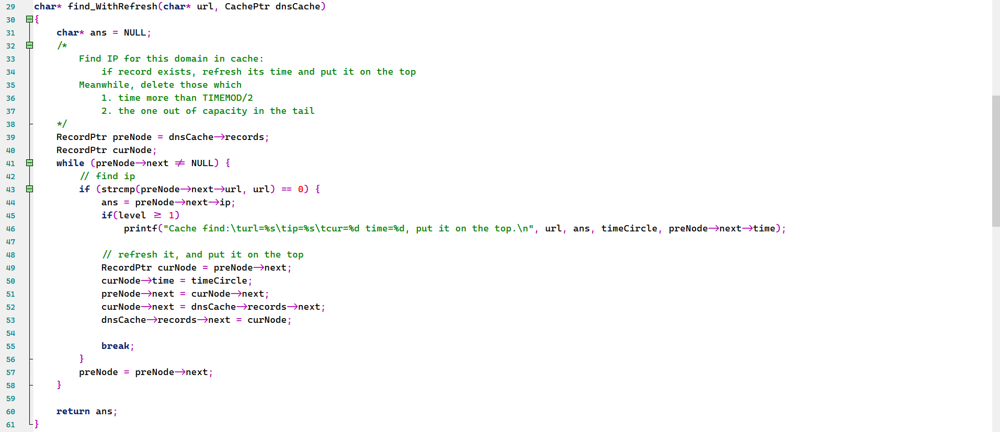 29 char* find_WithRefresh(char* url, CachePtr dnsCache)
30 {
31     char* ans = NULL;
32     /*
33         Find IP for this domain in cache:
34             if record exists, refresh its time and put it on the top
35         Meanwhile, delete those which
36             1. time more than TIMEMOD/2
37             2. the one out of capacity in the tail
38     */
39     RecordPtr preNode = dnsCache->records;
40     RecordPtr curNode;
41     while (preNode->next != NULL) {
42         // find ip
43         if (strcmp(preNode->next->url, url) == 0) {
44             ans = preNode->next->ip;
45             if(level >= 1)
46                 printf("Cache find:\turl=%s\tip=%s\tcur=%d time=%d, put it on the top.\n", url, ans, timeCircle, preNode->next->time);
47
48             // refresh it, and put it on the top
49             RecordPtr curNode = preNode->next;
50             curNode->time = timeCircle;
51             preNode->next = curNode->next;
52             curNode->next = dnsCache->records->next;
53             dnsCache->records->next = curNode;
54
55             break;
56         }
57         preNode = preNode->next;
58     }
59
60     return ans;
61 }